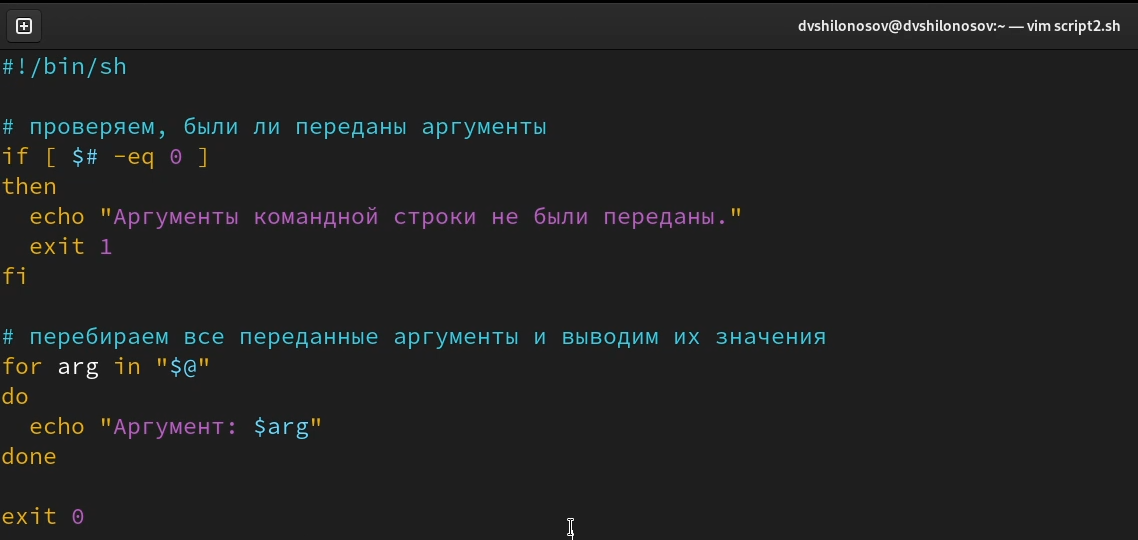 dvshilonosov@dvshilonosov:~ — vim script2.sh
#!/bin/sh
# проверяем, были ли переданы аргументы
if [ $# -eq 0 ]
then
  echo "Аргументы командной строки не были переданы."
  exit 1
fi
# перебираем все переданные аргументы и выводим их значения
for arg in "$@"
do
  echo "Аргумент: $arg"
done
exit 0